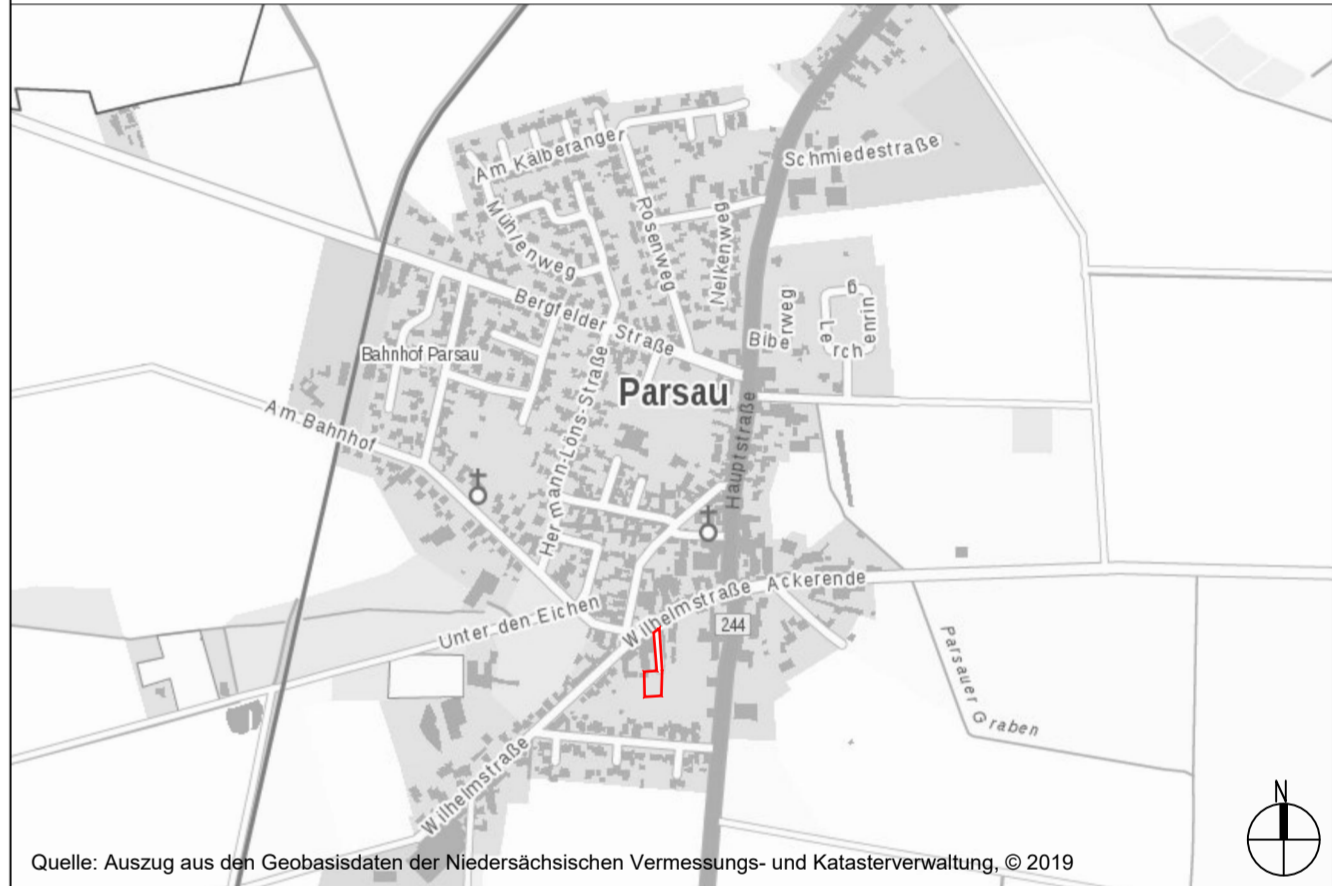 Am Kälberanger
Schmiedestraße
Mühlenweg
Rosenweg
Nelkenweg
Bergfelder Straße
Biberweg
Lerchenring
Bahnhof Parsau
Parsau
Hermann-Löns-Straße
Hauptstraße
Am Bahnhof
Wilhelmstraße
Ackerende
Unter den Eichen
244
Parsauer Graben
Wilhelmstraße
N
Quelle: Auszug aus den Geobasisdaten der Niedersächsischen Vermessungs- und Katasterverwaltung, © 2019